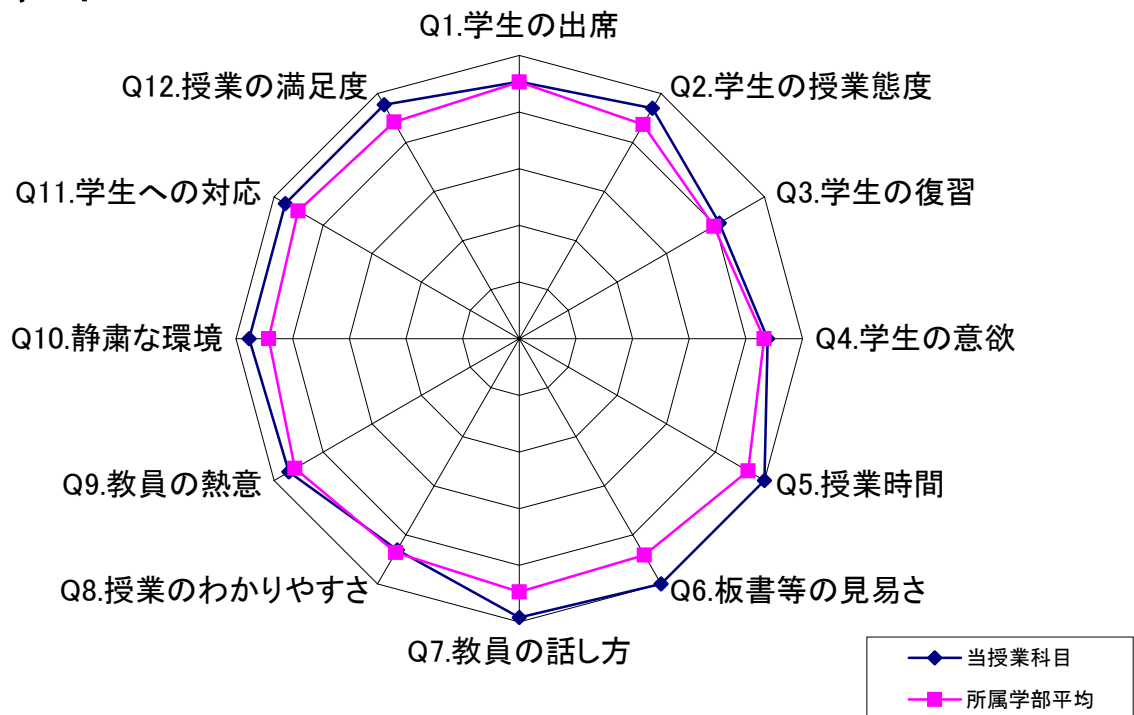 Q1.学生の出席
Q2.学生の授業態度
Q3.学生の復習
Q4.学生の意欲
Q5.授業時間
Q6.板書等の見易さ
Q7.教員の話し方
Q8.授業のわかりやすさ
Q9.教員の熱意
Q10.静粛な環境
Q11.学生への対応
Q12.授業の満足度
当授業科目
所属学部平均